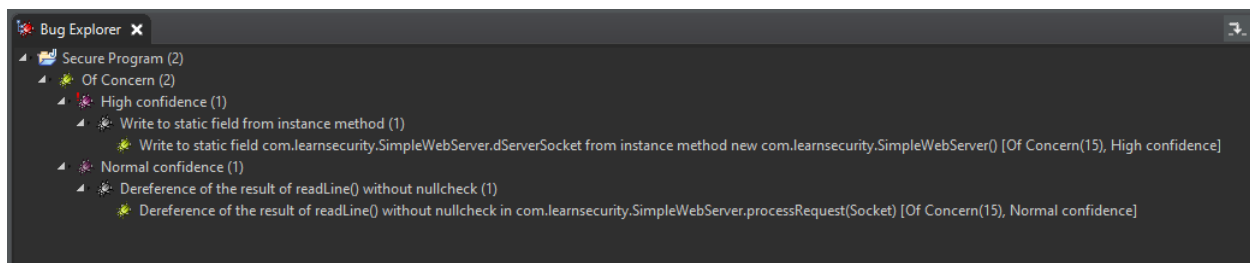 Bug Explorer
Secure Program (2)
Of Concern (2)
High confidence (1)
Write to static field from instance method (1)
Write to static field com.learnsecurity.SimpleWebServer.dServerSocket from instance method new com.learnsecurity.SimpleWebServer() [Of Concern(15), High confidence]
Normal confidence (1)
Dereference of the result of readLine() without nullcheck (1)
Dereference of the result of readLine() without nullcheck in com.learnsecurity.SimpleWebServer.processRequest(Socket) [Of Concern(15), Normal confidence]